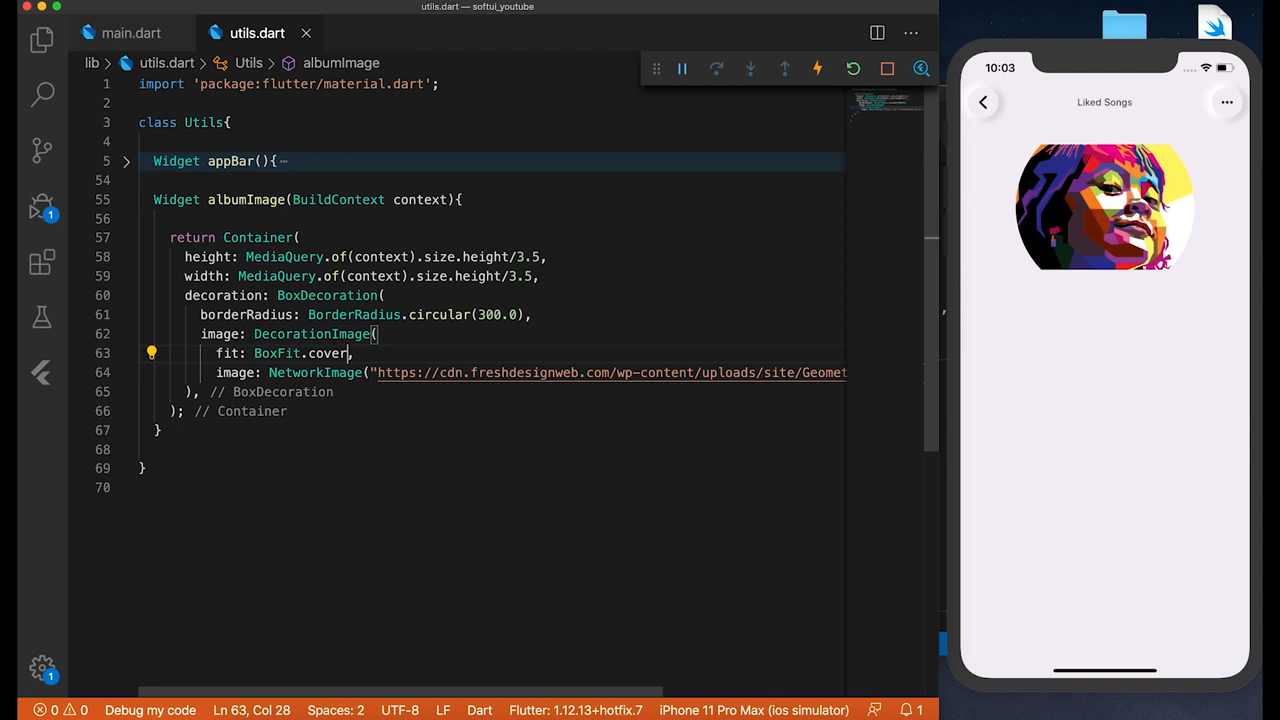 utils.dart — softui_youtube
main.dart
utils.dart
lib > utils.dart > Utils > albumImage
1 import 'package:flutter/material.dart';
2
3 class Utils{
4
5 Widget appBar(){
54
55 Widget albumImage(BuildContext context){
56
57 return Container(
58 height: MediaQuery.of(context).size.height/3.5,
59 width: MediaQuery.of(context).size.height/3.5,
60 decoration: BoxDecoration(
61 borderRadius: BorderRadius.circular(300.0),
62 image: DecorationImage(
63 fit: BoxFit.cover,
64 image: NetworkImage("https://cdn.freshdesignweb.com/wp-content/uploads/site/Geomet
65 ), // BoxDecoration
66 ); // Container
67 }
68
69 }
70
1
1
0 0 Debug my code Ln 63, Col 28 Spaces: 2 UTF-8 LF Dart Flutter: 1.12.13+hotfix.7 iPhone 11 Pro Max (ios simulator) 1
10:03
Liked Songs